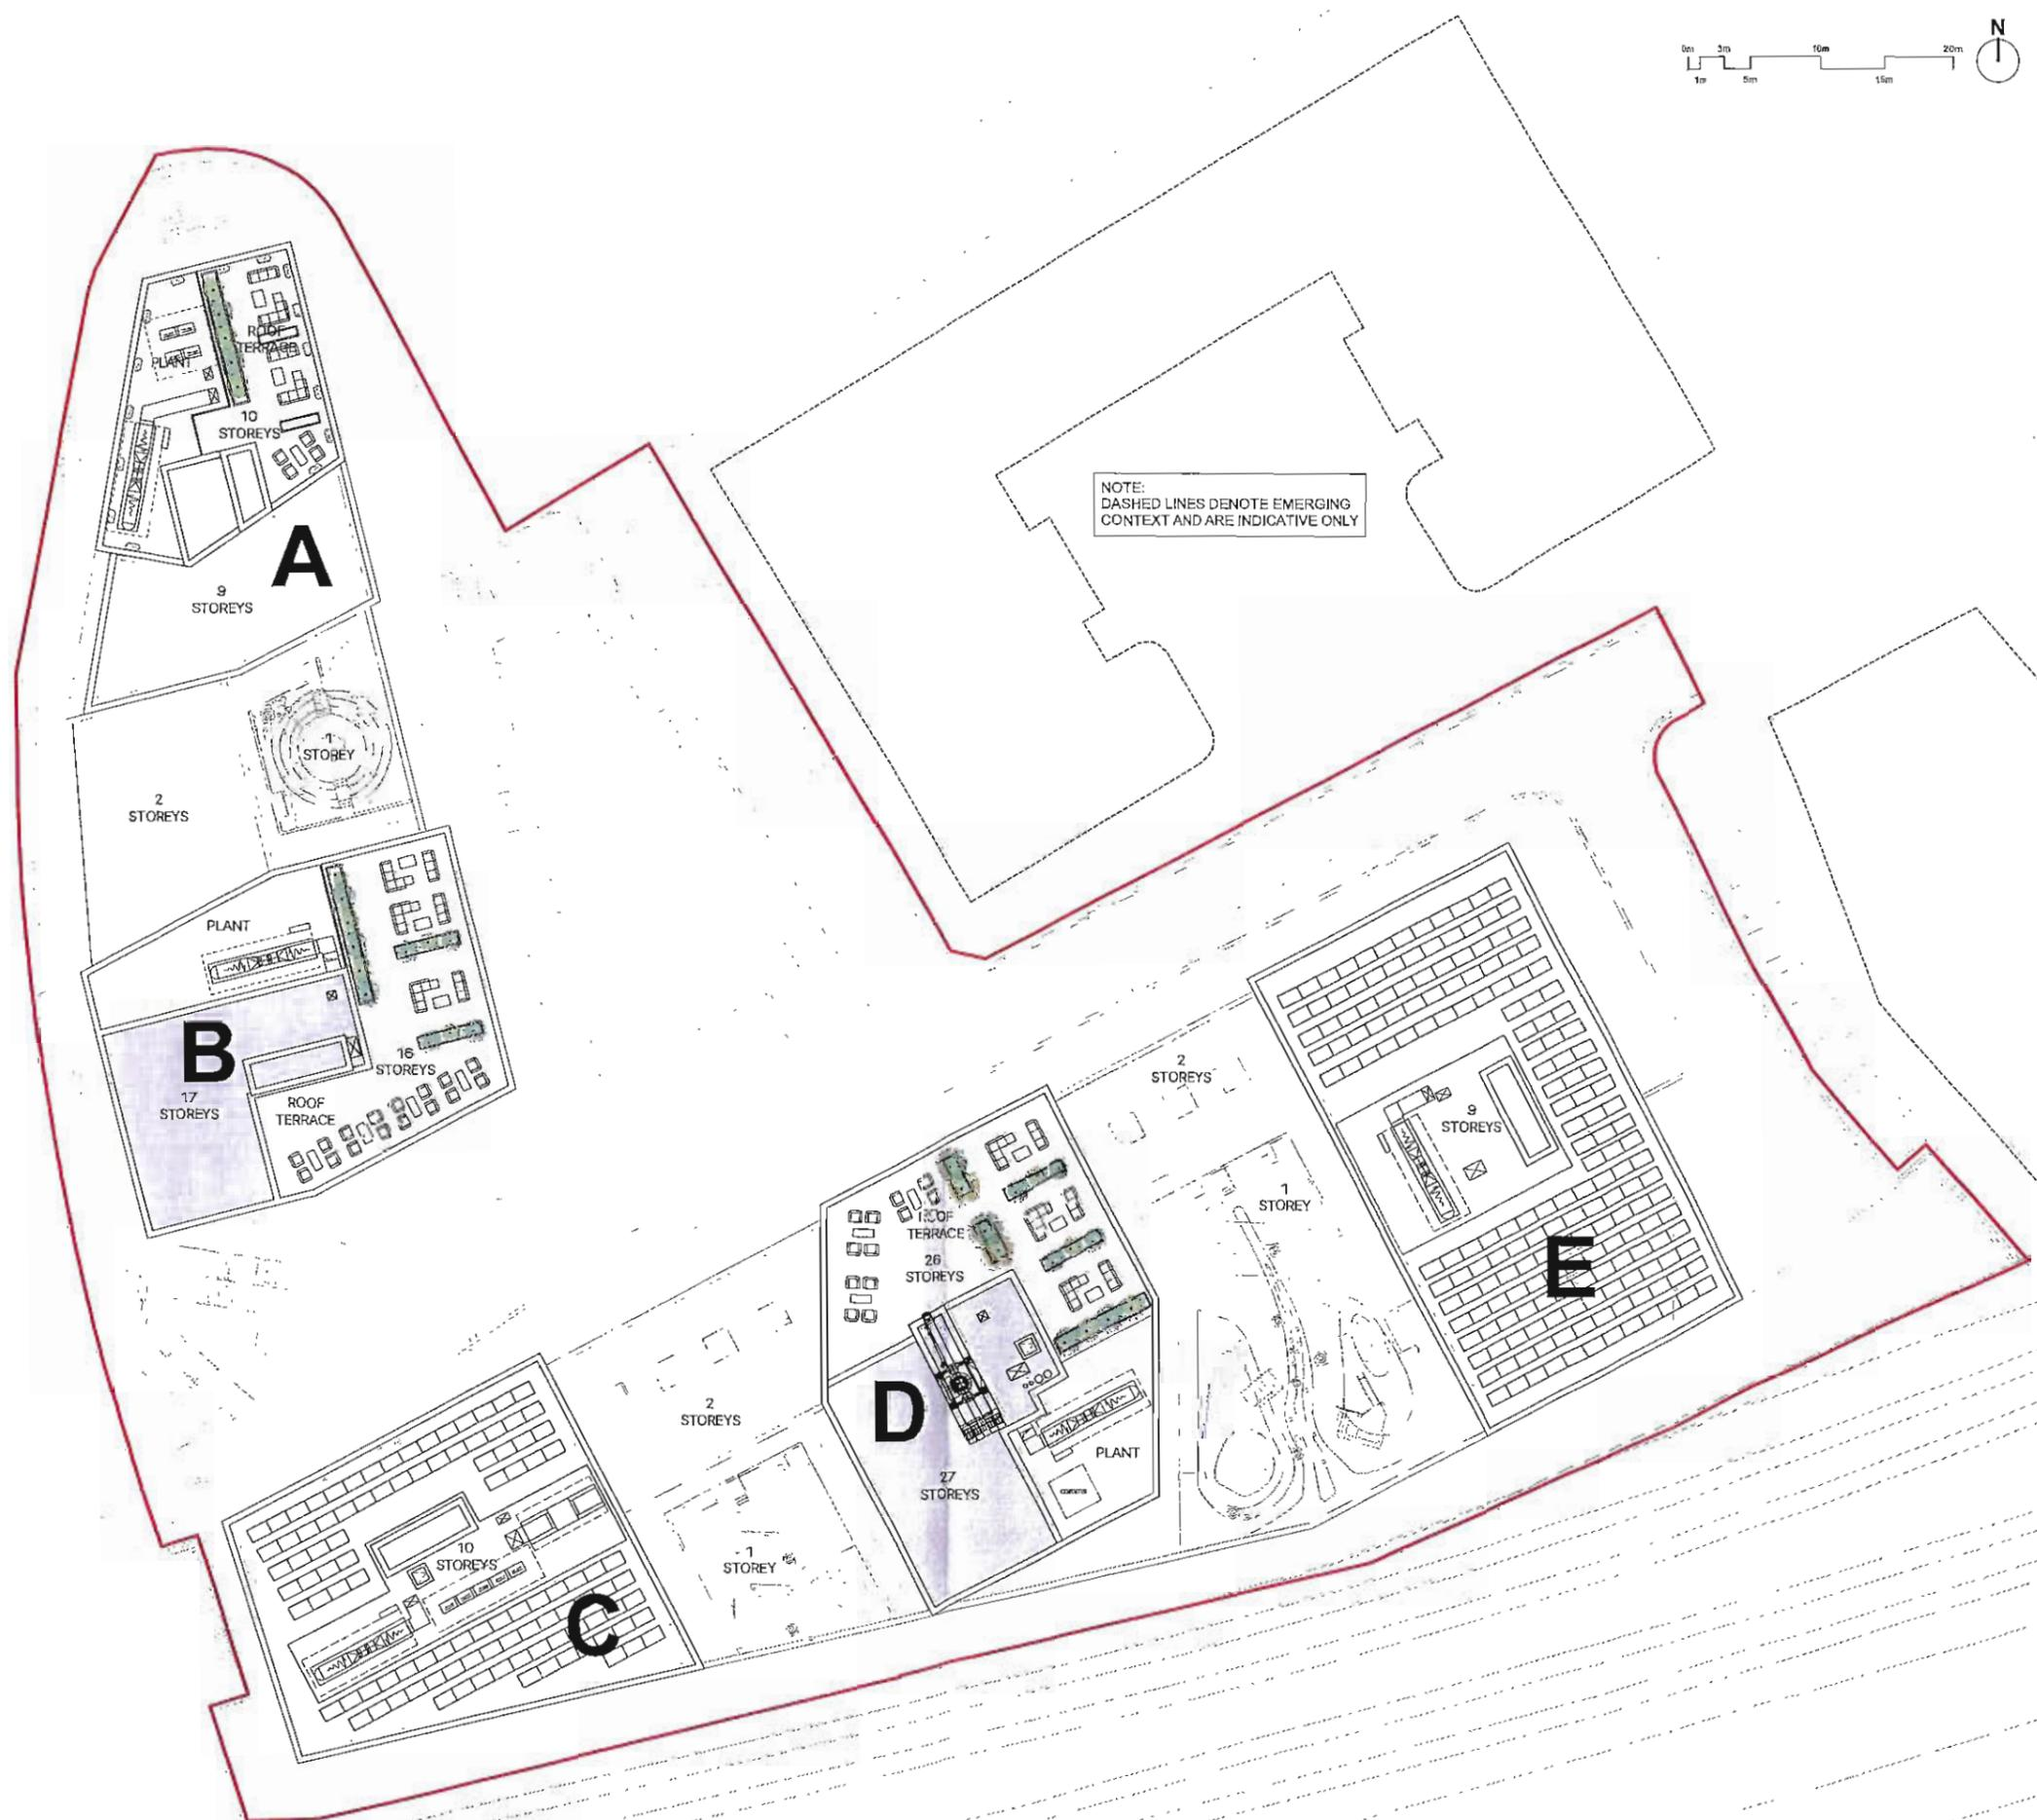 N
0m 3m 10m 20m
1m 5m 15m
ROOF
TERRACE
PLANT
10
STOREYS
NOTE:
DASHED LINES DENOTE EMERGING
CONTEXT AND ARE INDICATIVE ONLY
A
9
STOREYS
1
STOREY
2
STOREYS
PLANT
B
16
STOREYS
17
STOREYS
ROOF
TERRACE
2
STOREYS
9
STOREYS
1
STOREY
ROOF
TERRACE
26
STOREYS
E
D
2
STOREYS
PLANT
27
STOREYS
10
STOREYS
1
STOREY
C